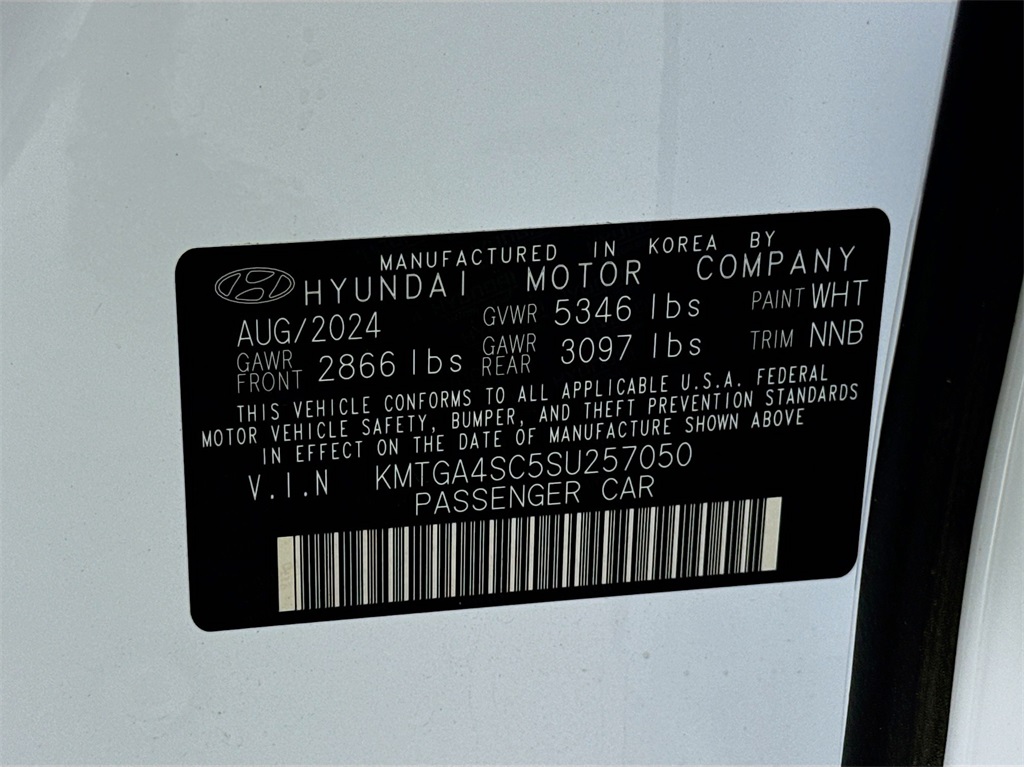 MANUFACTURED IN KOREA BY
HYUNDAI MOTOR COMPANY
AUG/2024 GVWR 5346 lbs PAINT WHT
GAWR FRONT 2866 lbs GAWR REAR 3097 lbs TRIM NNB
THIS VEHICLE CONFORMS TO ALL APPLICABLE U.S.A. FEDERAL
MOTOR VEHICLE SAFETY, BUMPER, AND THEFT PREVENTION STANDARDS
IN EFFECT ON THE DATE OF MANUFACTURE SHOWN ABOVE
V.I.N KMTGA4SC5SU257050
PASSENGER CAR